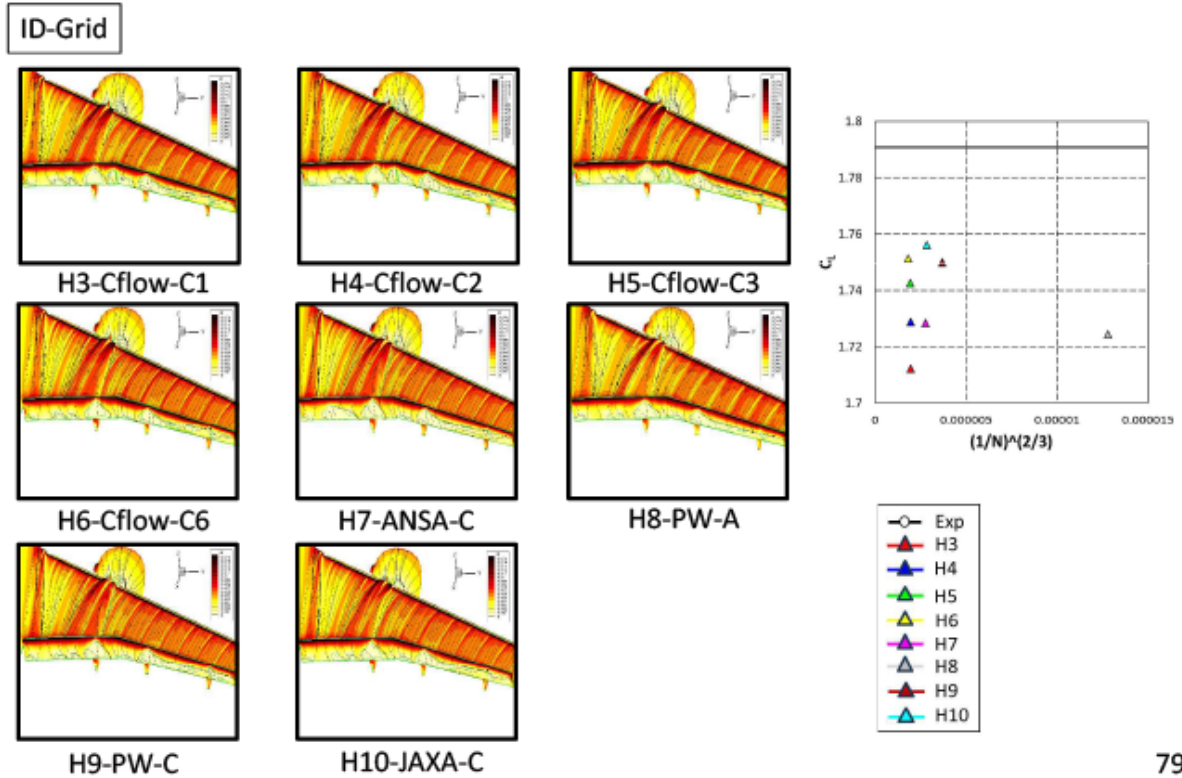 ID-Grid
H3-Cflow-C1
H4-Cflow-C2
H5-Cflow-C3
H6-Cflow-C6
H7-ANSA-C
H8-PW-A
H9-PW-C
H10-JAXA-C
1.8
1.78
1.76
1.74
1.72
1.7
CL
0
0.000005
0.00001
0.000015
(1/N)^(2/3)
Exp
H3
H4
H5
H6
H7
H8
H9
H10
79